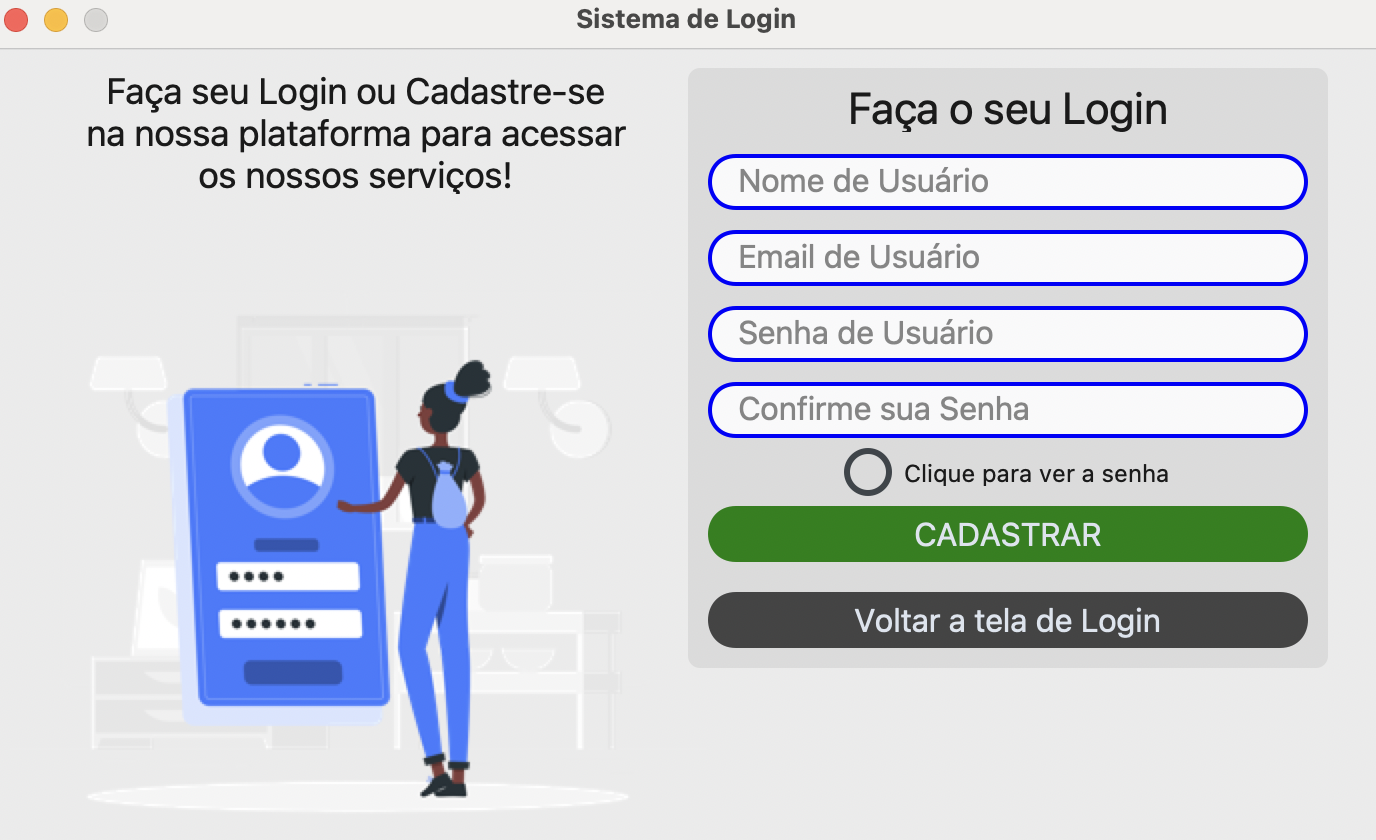 Sistema de Login
Faça seu Login ou Cadastre-se
na nossa plataforma para acessar
os nossos serviços!
Faça o seu Login
Nome de Usuário
Email de Usuário
Senha de Usuário
Confirme sua Senha
Clique para ver a senha
CADASTRAR
Voltar a tela de Login